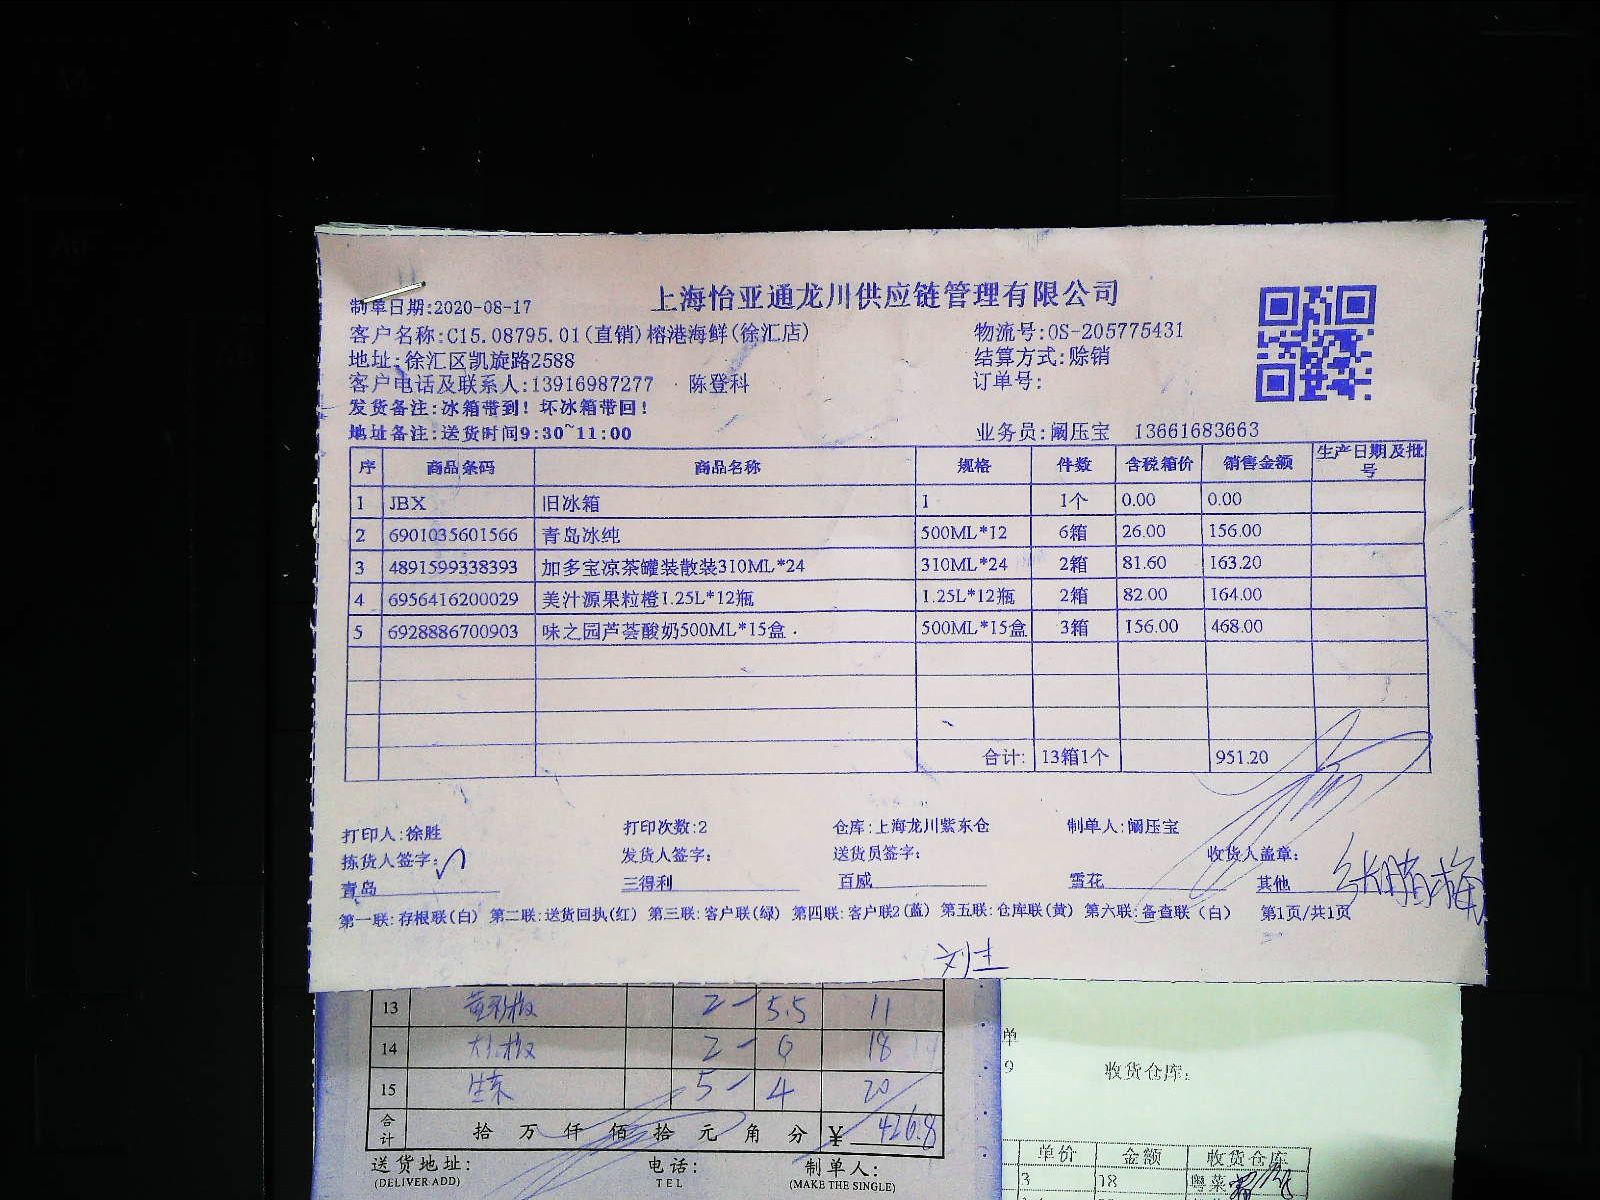 上海怡亚通龙川供应链管理有限公司
制单日期:2020-08-17
客户名称:C15.08795.01(直销)榕港海鲜(徐汇店) 物流号:OS-205775431
地址:徐汇区凯旋路2588 结算方式:赊销
客户电话及联系人:13916987277 陈登科 订单号:
发货备注:冰箱带到!坏冰箱带回!
地址备注:送货时间9:30~11:00 业务员:阚压宝 13661683663
序 商品条码 商品名称 规格 件数 含税箱价 销售金额 生产日期及批号
1 JBX 旧冰箱 1 1个 0.00 0.00
2 6901035601566 青岛冰纯 500ML*12 6箱 26.00 156.00
3 4891599338393 加多宝凉茶罐装散装310ML*24 310ML*24 2箱 81.60 163.20
4 6956416200029 美汁源果粒橙1.25L*12瓶 1.25L*12瓶 2箱 82.00 164.00
5 6928886700903 味之园芦荟酸奶500ML*15盒. 500ML*15盒 3箱 156.00 468.00
合计: 13箱1个 951.20
打印人:徐胜 打印次数:2 仓库:上海龙川紫东仓 制单人:阚压宝
拣货人签字: 发货人签字: 送货员签字: 收货人盖章:
青岛 三得利 百威 雪花 其他
第一联:存根联(白) 第二联:送货回执(红) 第三联:客户联(绿) 第四联:客户联2(蓝) 第五联:仓库联(黄) 第六联:备查联(白) 第1页/共1页
13 2 5.5 11
14 2 18
15 5 4 20
合计 拾 万 仟 佰 拾 元 角 分 ¥ 426.8
送货地址: 电话: 制单人:
(DELIVER ADD) TEL (MAKE THE SINGLE)
单
9 收货仓库:
单价 金额 收货仓库
3 18 粤菜